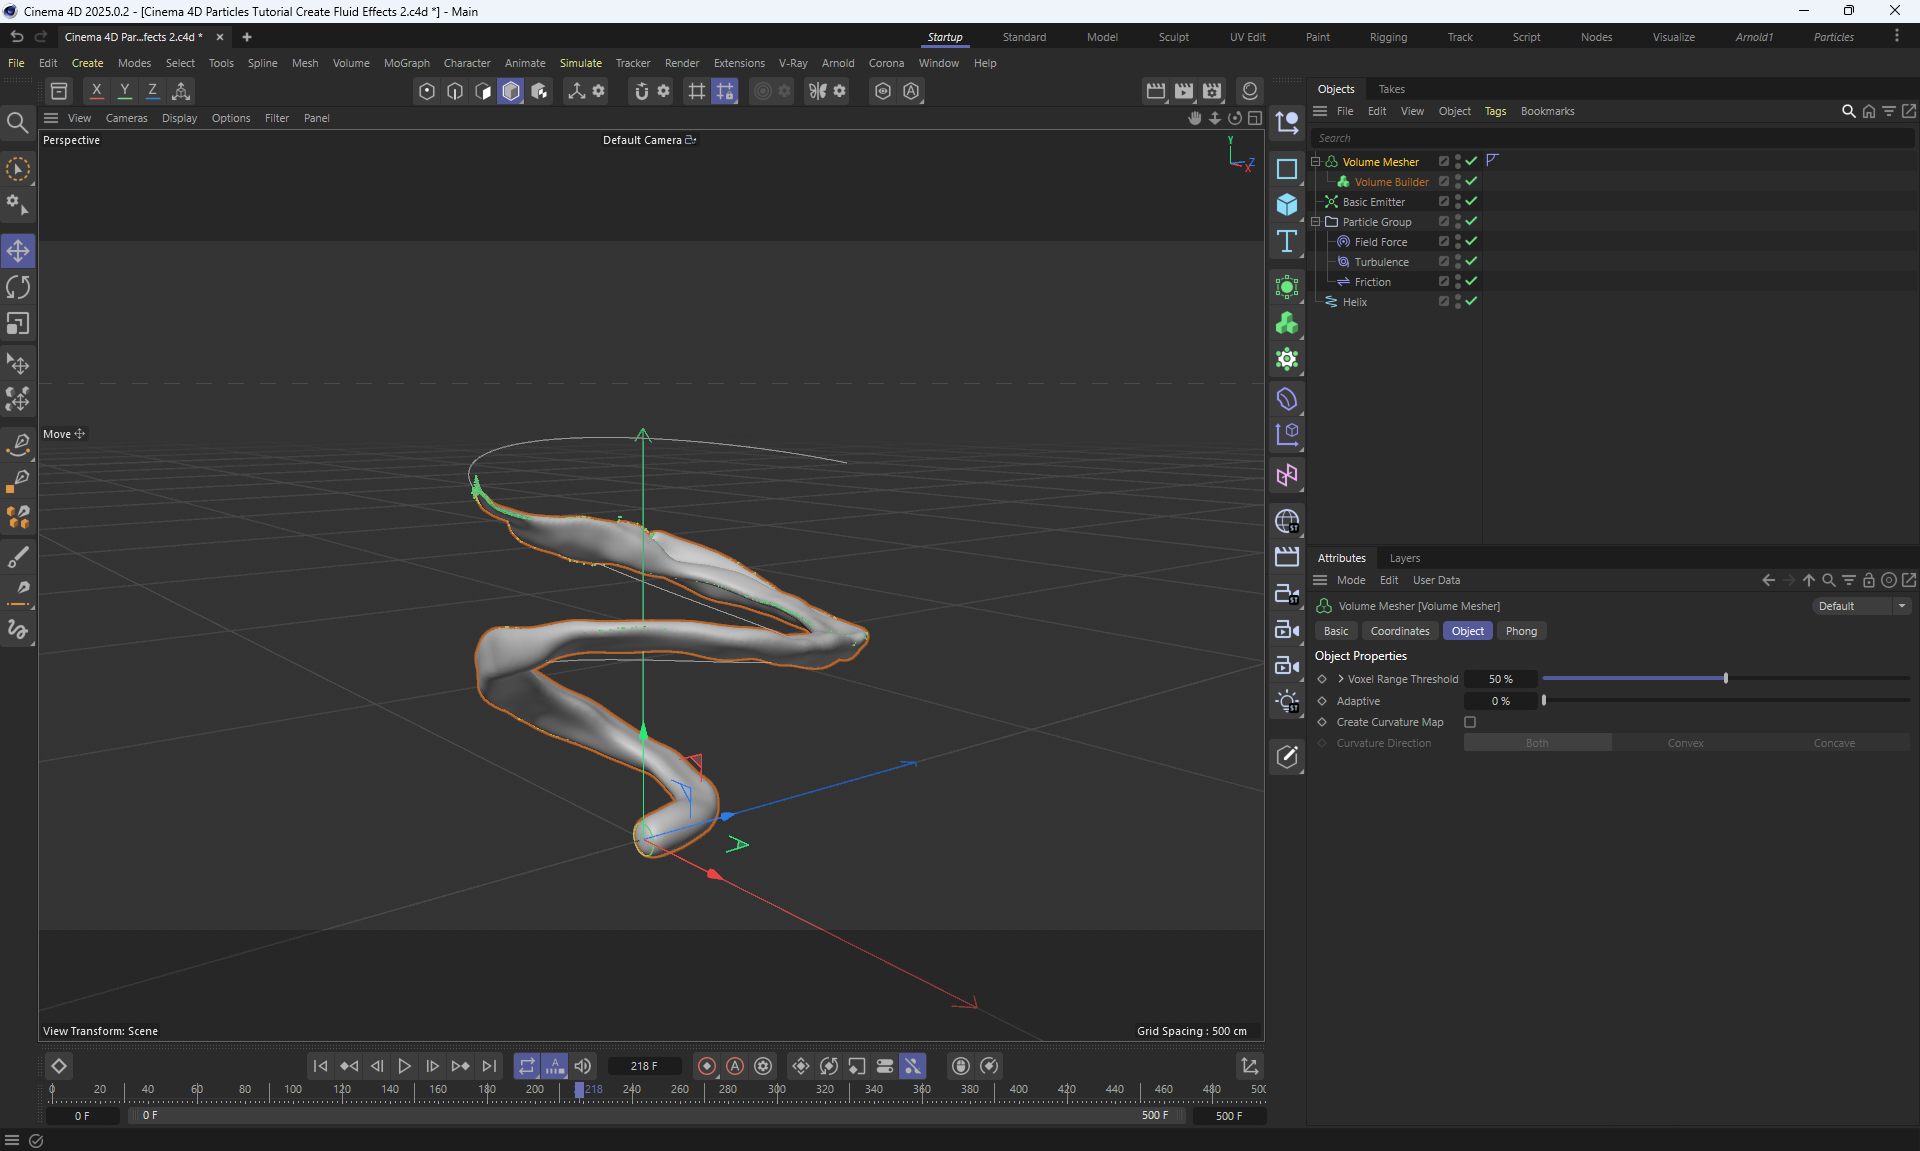 Cinema 4D 2025.0.2 - [Cinema 4D Particles Tutorial Create Fluid Effects 2.c4d *] - Main
Cinema 4D Par...fects 2.c4d *
Startup Standard Model Sculpt UV Edit Paint Rigging Track Script Nodes Visualize Arnold1 Particles
File Edit Create Modes Select Tools Spline Mesh Volume MoGraph Character Animate Simulate Tracker Render Extensions V-Ray Arnold Corona Window Help
X Y Z
View Cameras Display Options Filter Panel
Perspective
Default Camera
Y
Z
X
Move
View Transform: Scene
Grid Spacing : 500 cm
218 F
0 20 40 60 80 100 120 140 160 180 200 218 240 260 280 300 320 340 360 380 400 420 440 460 480 500
0 F
0 F
500 F
500 F
Objects Takes
File Edit View Object Tags Bookmarks
Search
Volume Mesher
Volume Builder
Basic Emitter
Particle Group
Field Force
Turbulence
Friction
Helix
Attributes Layers
Mode Edit User Data
Volume Mesher [Volume Mesher]
Default
Basic Coordinates Object Phong
Object Properties
Voxel Range Threshold 50 %
Adaptive 0 %
Create Curvature Map
Curvature Direction Both Convex Concave